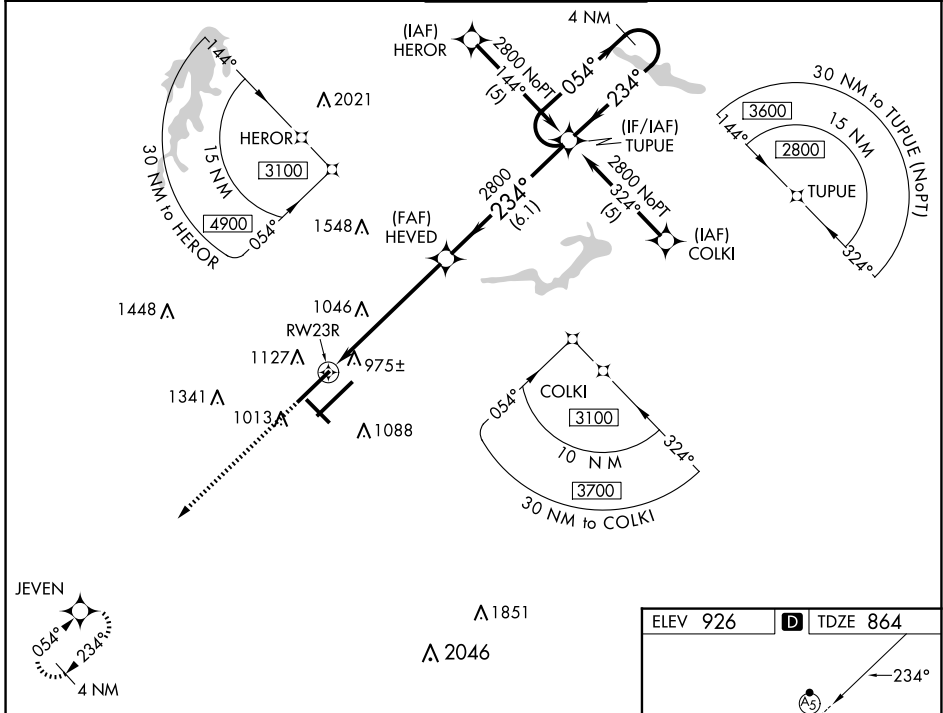 4 NM
(IAF)
HEROR
2800 NoPT
144°
(5)
054°
234°
(IF/IAF)
TUPUE
2800 NoPT
324°
(5)
(IAF)
COLKI
2800
234°
(6.1)
(FAF)
HEVED
144°
HEROR
3100
15 NM
4900
054°
30 NM to HEROR
2021
1548
30 NM to TUPUE (NoPT)
3600
144°
15 NM
2800
TUPUE
324°
1448
1046
RW23R
1127
975±
1341
1013
1088
COLKI
054°
3100
324°
10 NM
3700
30 NM to COLKI
JEVEN
054°
234°
4 NM
1851
2046
ELEV 926 D TDZE 864
234°
A5